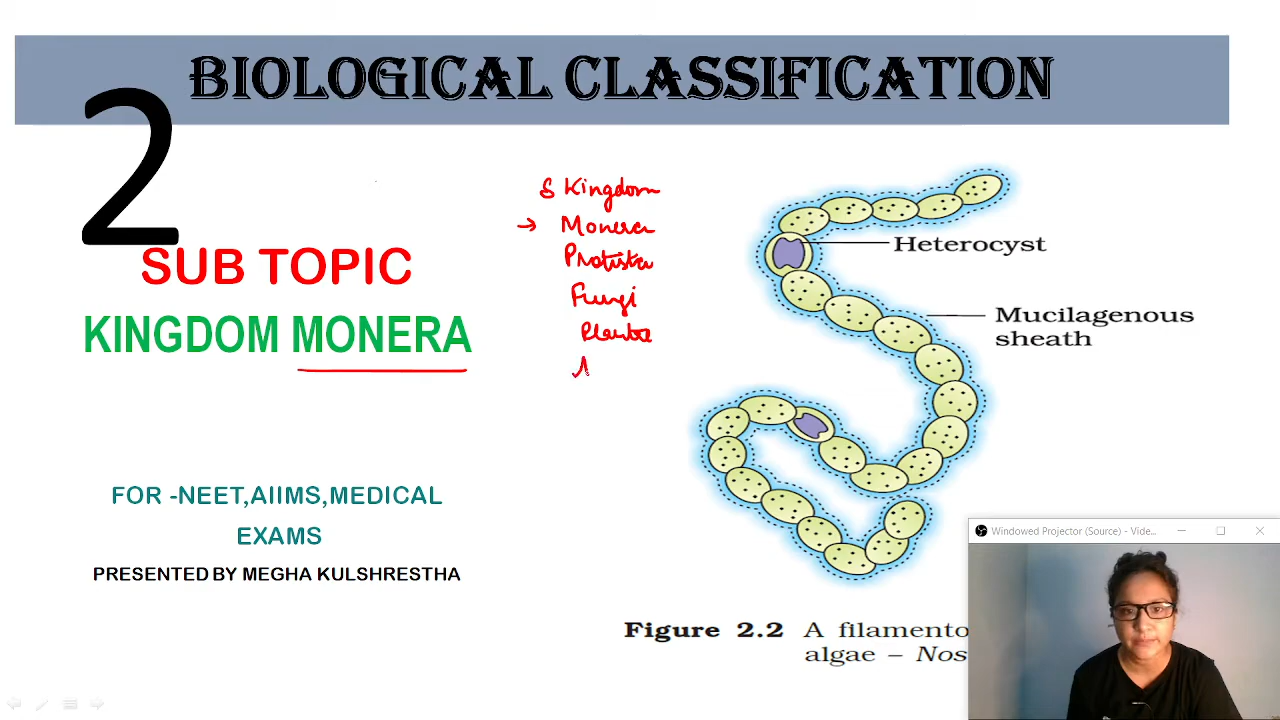 BIOLOGICAL CLASSIFICATION
2
SUB TOPIC
KINGDOM MONERA
FOR -NEET,AIIMS,MEDICAL
EXAMS
PRESENTED BY MEGHA KULSHRESTHA
5 Kingdom
→ Monera
Protista
Fungi
Plantae
A
Heterocyst
Mucilagenous
sheath
Figure 2.2 A filamento
algae – Nos
Windowed Projector (Source) - Vide...